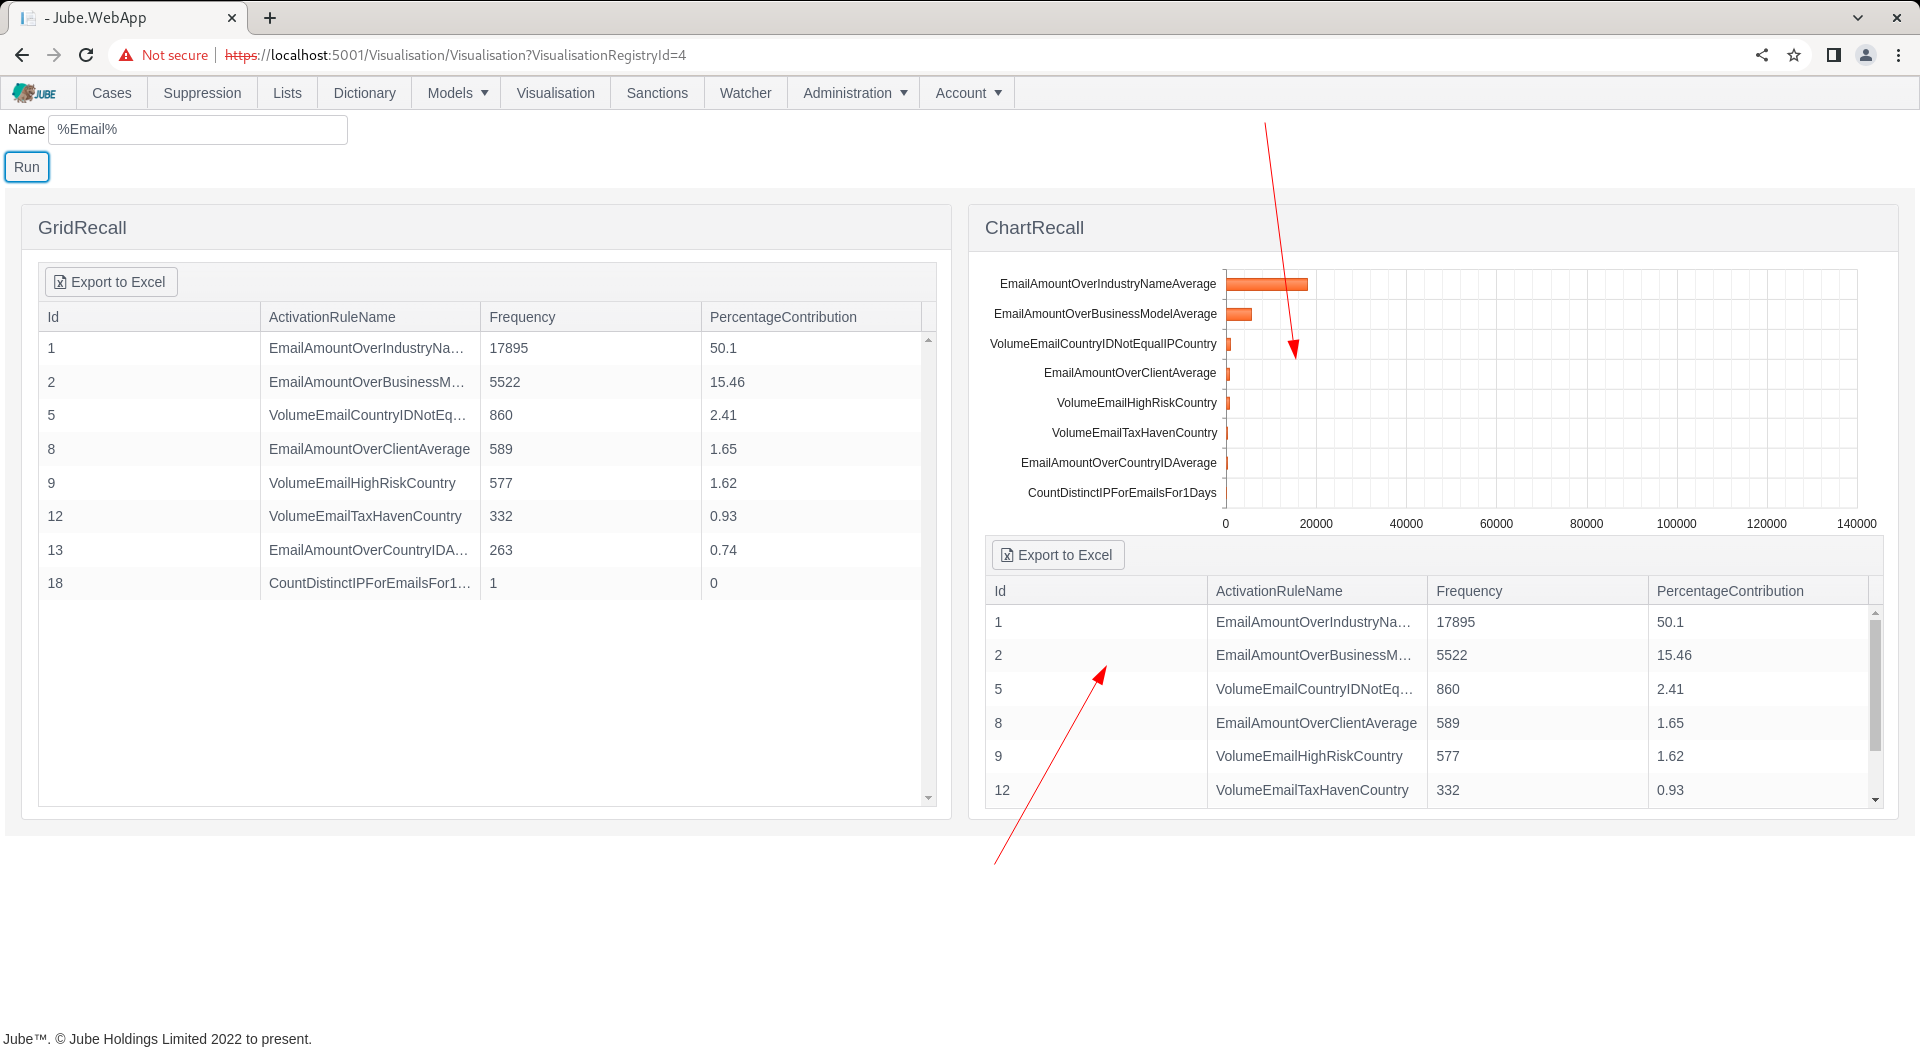 - Jube.WebApp
Not secure https://localhost:5001/Visualisation/Visualisation?VisualisationRegistryId=4
JUBE Cases Suppression Lists Dictionary Models Visualisation Sanctions Watcher Administration Account
Name %Email%
Run
GridRecall
Export to Excel
Id ActivationRuleName Frequency PercentageContribution
1 EmailAmountOverIndustryNa... 17895 50.1
2 EmailAmountOverBusinessM... 5522 15.46
5 VolumeEmailCountryIDNotEq... 860 2.41
8 EmailAmountOverClientAverage 589 1.65
9 VolumeEmailHighRiskCountry 577 1.62
12 VolumeEmailTaxHavenCountry 332 0.93
13 EmailAmountOverCountryIDA... 263 0.74
18 CountDistinctIPForEmailsFor1... 1 0
ChartRecall
EmailAmountOverIndustryNameAverage
EmailAmountOverBusinessModelAverage
VolumeEmailCountryIDNotEqualIPCountry
EmailAmountOverClientAverage
VolumeEmailHighRiskCountry
VolumeEmailTaxHavenCountry
EmailAmountOverCountryIDAverage
CountDistinctIPForEmailsFor1Days
0 20000 40000 60000 80000 100000 120000 140000
Export to Excel
Id ActivationRuleName Frequency PercentageContribution
1 EmailAmountOverIndustryNa... 17895 50.1
2 EmailAmountOverBusinessM... 5522 15.46
5 VolumeEmailCountryIDNotEq... 860 2.41
8 EmailAmountOverClientAverage 589 1.65
9 VolumeEmailHighRiskCountry 577 1.62
12 VolumeEmailTaxHavenCountry 332 0.93
Jube™. © Jube Holdings Limited 2022 to present.